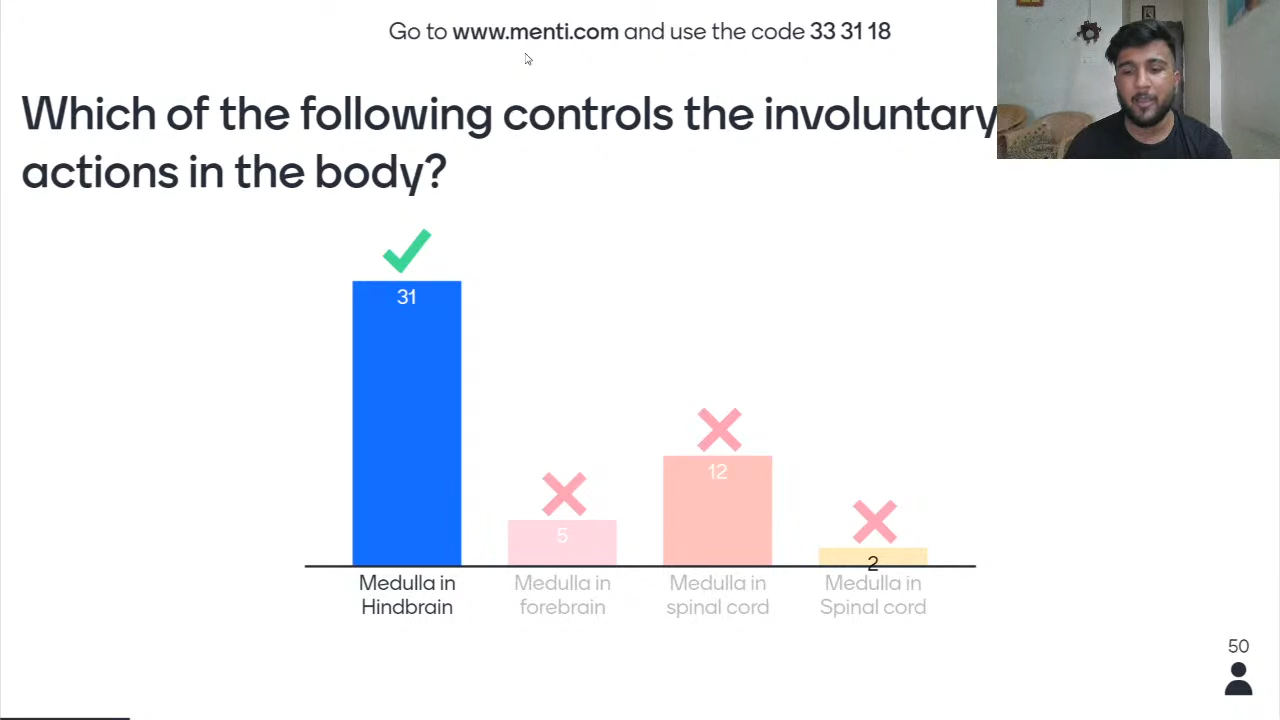 Go to www.menti.com and use the code 33 31 18
Which of the following controls the involuntary
actions in the body?
31
5
12
2
Medulla in
Hindbrain
Medulla in
forebrain
Medulla in
spinal cord
Medulla in
Spinal cord
50